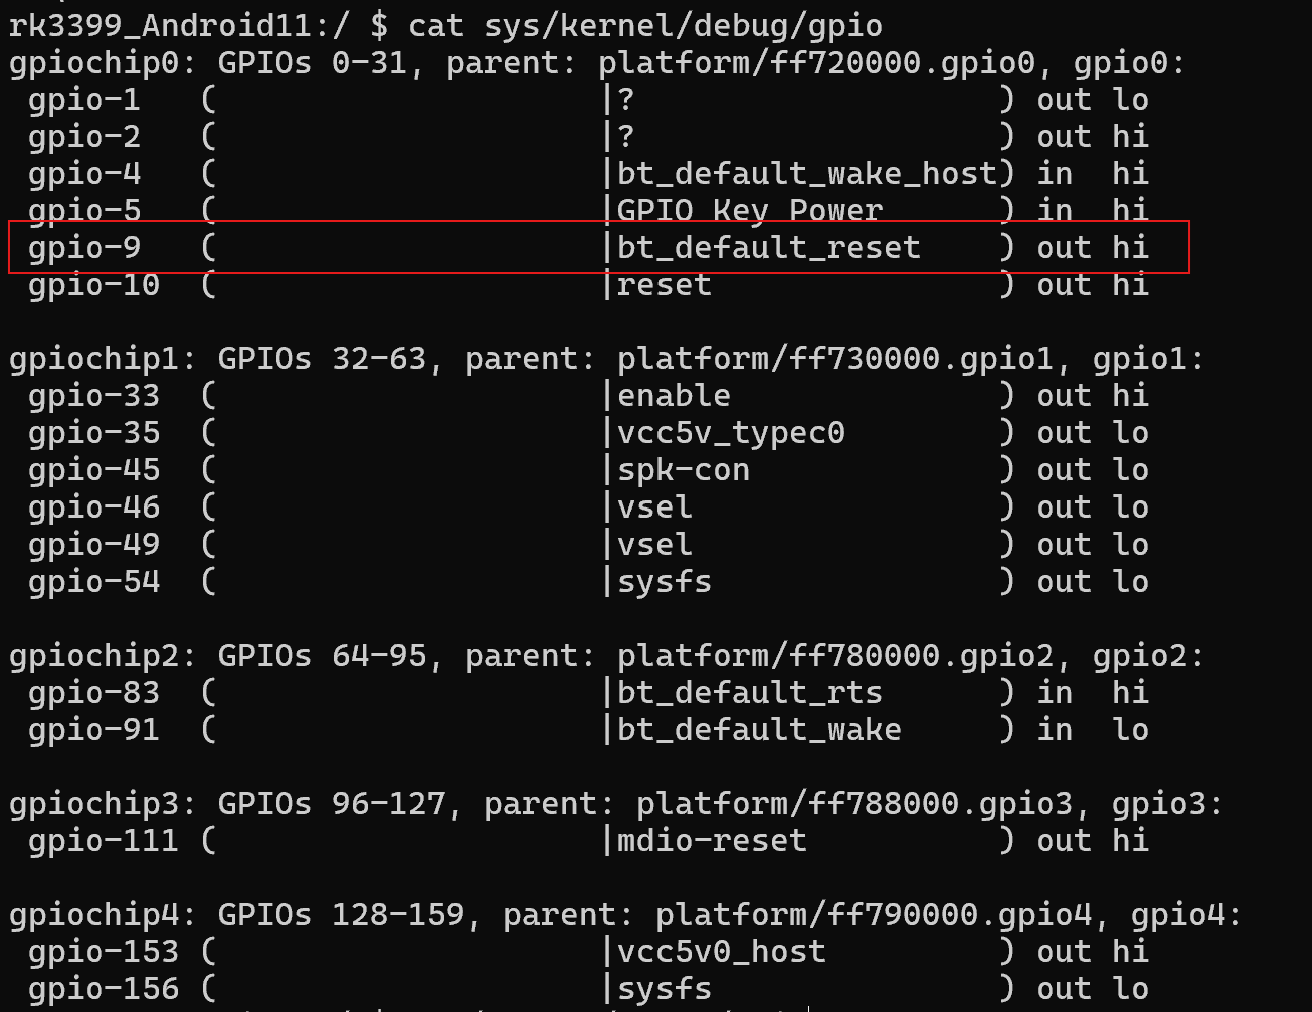 rk3399_Android11:/ $ cat sys/kernel/debug/gpio
gpiochip0: GPIOs 0-31, parent: platform/ff720000.gpio0, gpio0:
 gpio-1   (                    |?                   ) out lo
 gpio-2   (                    |?                   ) out hi
 gpio-4   (                    |bt_default_wake_host) in  hi
 gpio-5   (                    |GPIO Key Power      ) in  hi
 gpio-9   (                    |bt_default_reset    ) out hi
 gpio-10  (                    |reset               ) out hi

gpiochip1: GPIOs 32-63, parent: platform/ff730000.gpio1, gpio1:
 gpio-33  (                    |enable              ) out hi
 gpio-35  (                    |vcc5v_typec0        ) out lo
 gpio-45  (                    |spk-con             ) out lo
 gpio-46  (                    |vsel                ) out lo
 gpio-49  (                    |vsel                ) out lo
 gpio-54  (                    |sysfs               ) out lo

gpiochip2: GPIOs 64-95, parent: platform/ff780000.gpio2, gpio2:
 gpio-83  (                    |bt_default_rts      ) in  hi
 gpio-91  (                    |bt_default_wake     ) in  lo

gpiochip3: GPIOs 96-127, parent: platform/ff788000.gpio3, gpio3:
 gpio-111 (                    |mdio-reset          ) out hi

gpiochip4: GPIOs 128-159, parent: platform/ff790000.gpio4, gpio4:
 gpio-153 (                    |vcc5v0_host         ) out hi
 gpio-156 (                    |sysfs               ) out lo